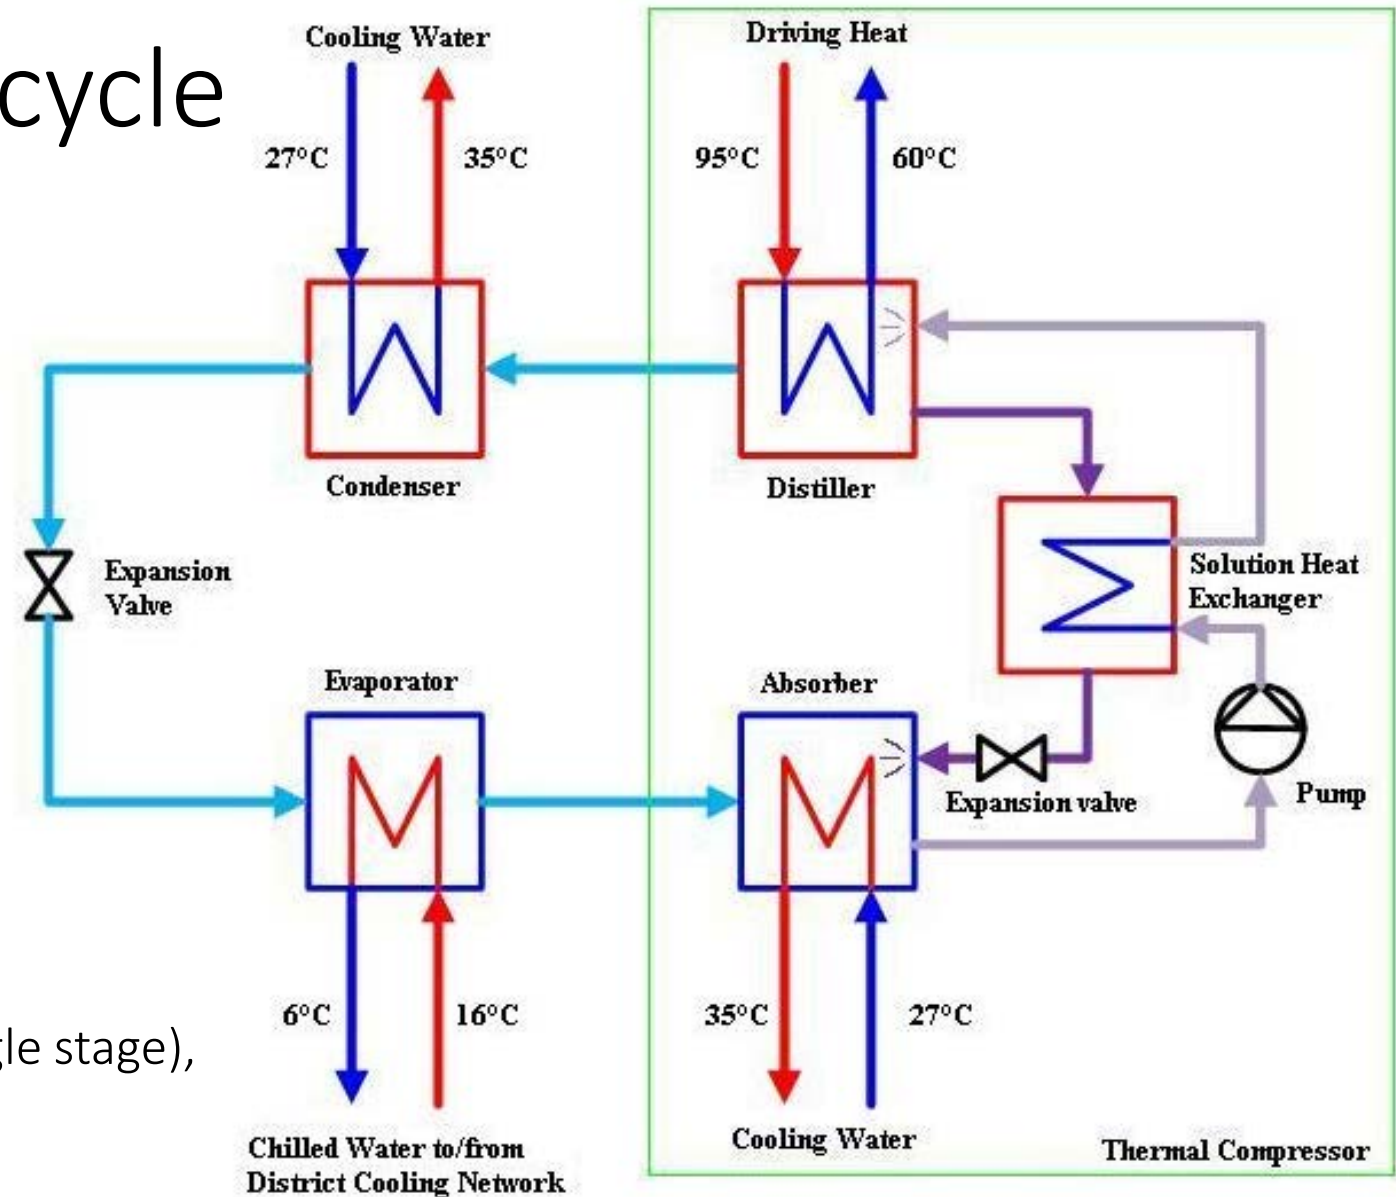 cycle
Cooling Water
27°C
35°C
Driving Heat
95°C
60°C
Condenser
Distiller
Expansion
Valve
Solution Heat
Exchanger
Evaporator
Absorber
Expansion valve
Pump
6°C
16°C
35°C
27°C
gle stage),
Chilled Water to/from
District Cooling Network
Cooling Water
Thermal Compressor